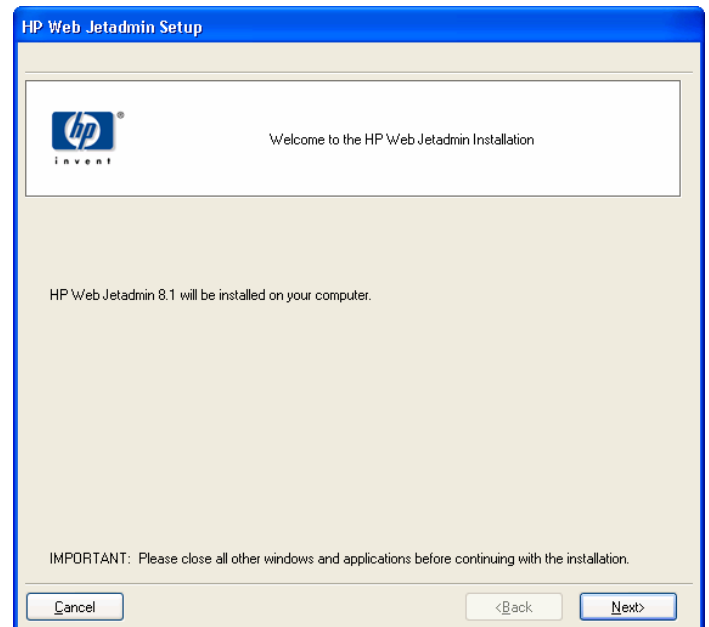 HP Web Jetadmin Setup
hp
®
invent
Welcome to the HP Web Jetadmin Installation
HP Web Jetadmin 8.1 will be installed on your computer.
IMPORTANT: Please close all other windows and applications before continuing with the installation.
Cancel
<Back
Next>